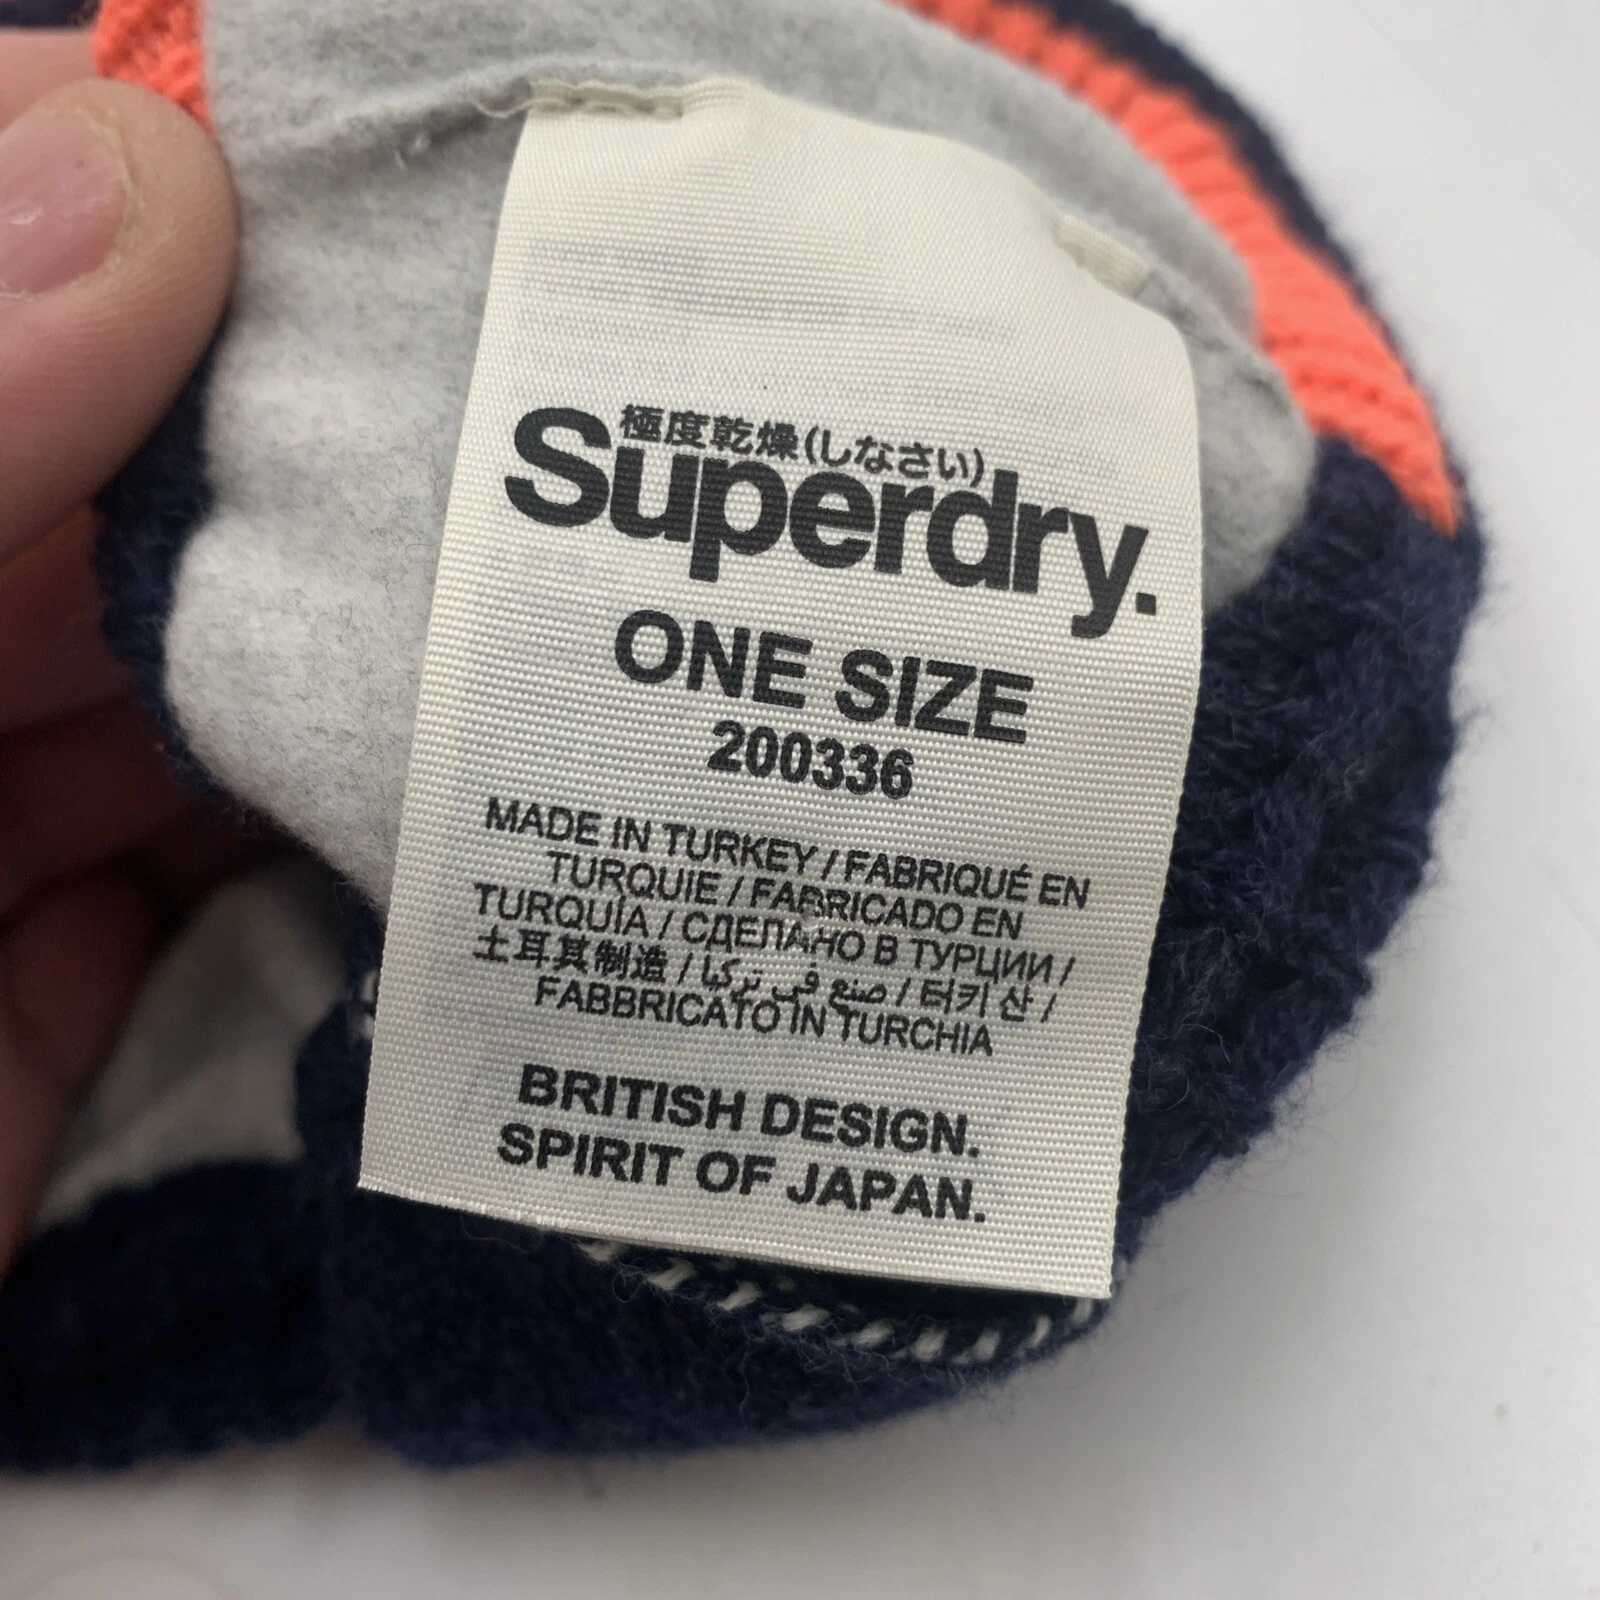 極度乾燥(しなさい)
Superdry.
ONE SIZE
200336
MADE IN TURKEY / FABRIQUÉ EN
TURQUIE / FABRICADO EN
TURQUÍA / СДЕЛАНО В ТУРЦИИ /
土耳其制造 / صنع في تركيا / 터키 산 /
FABBRICATO IN TURCHIA
BRITISH DESIGN.
SPIRIT OF JAPAN.